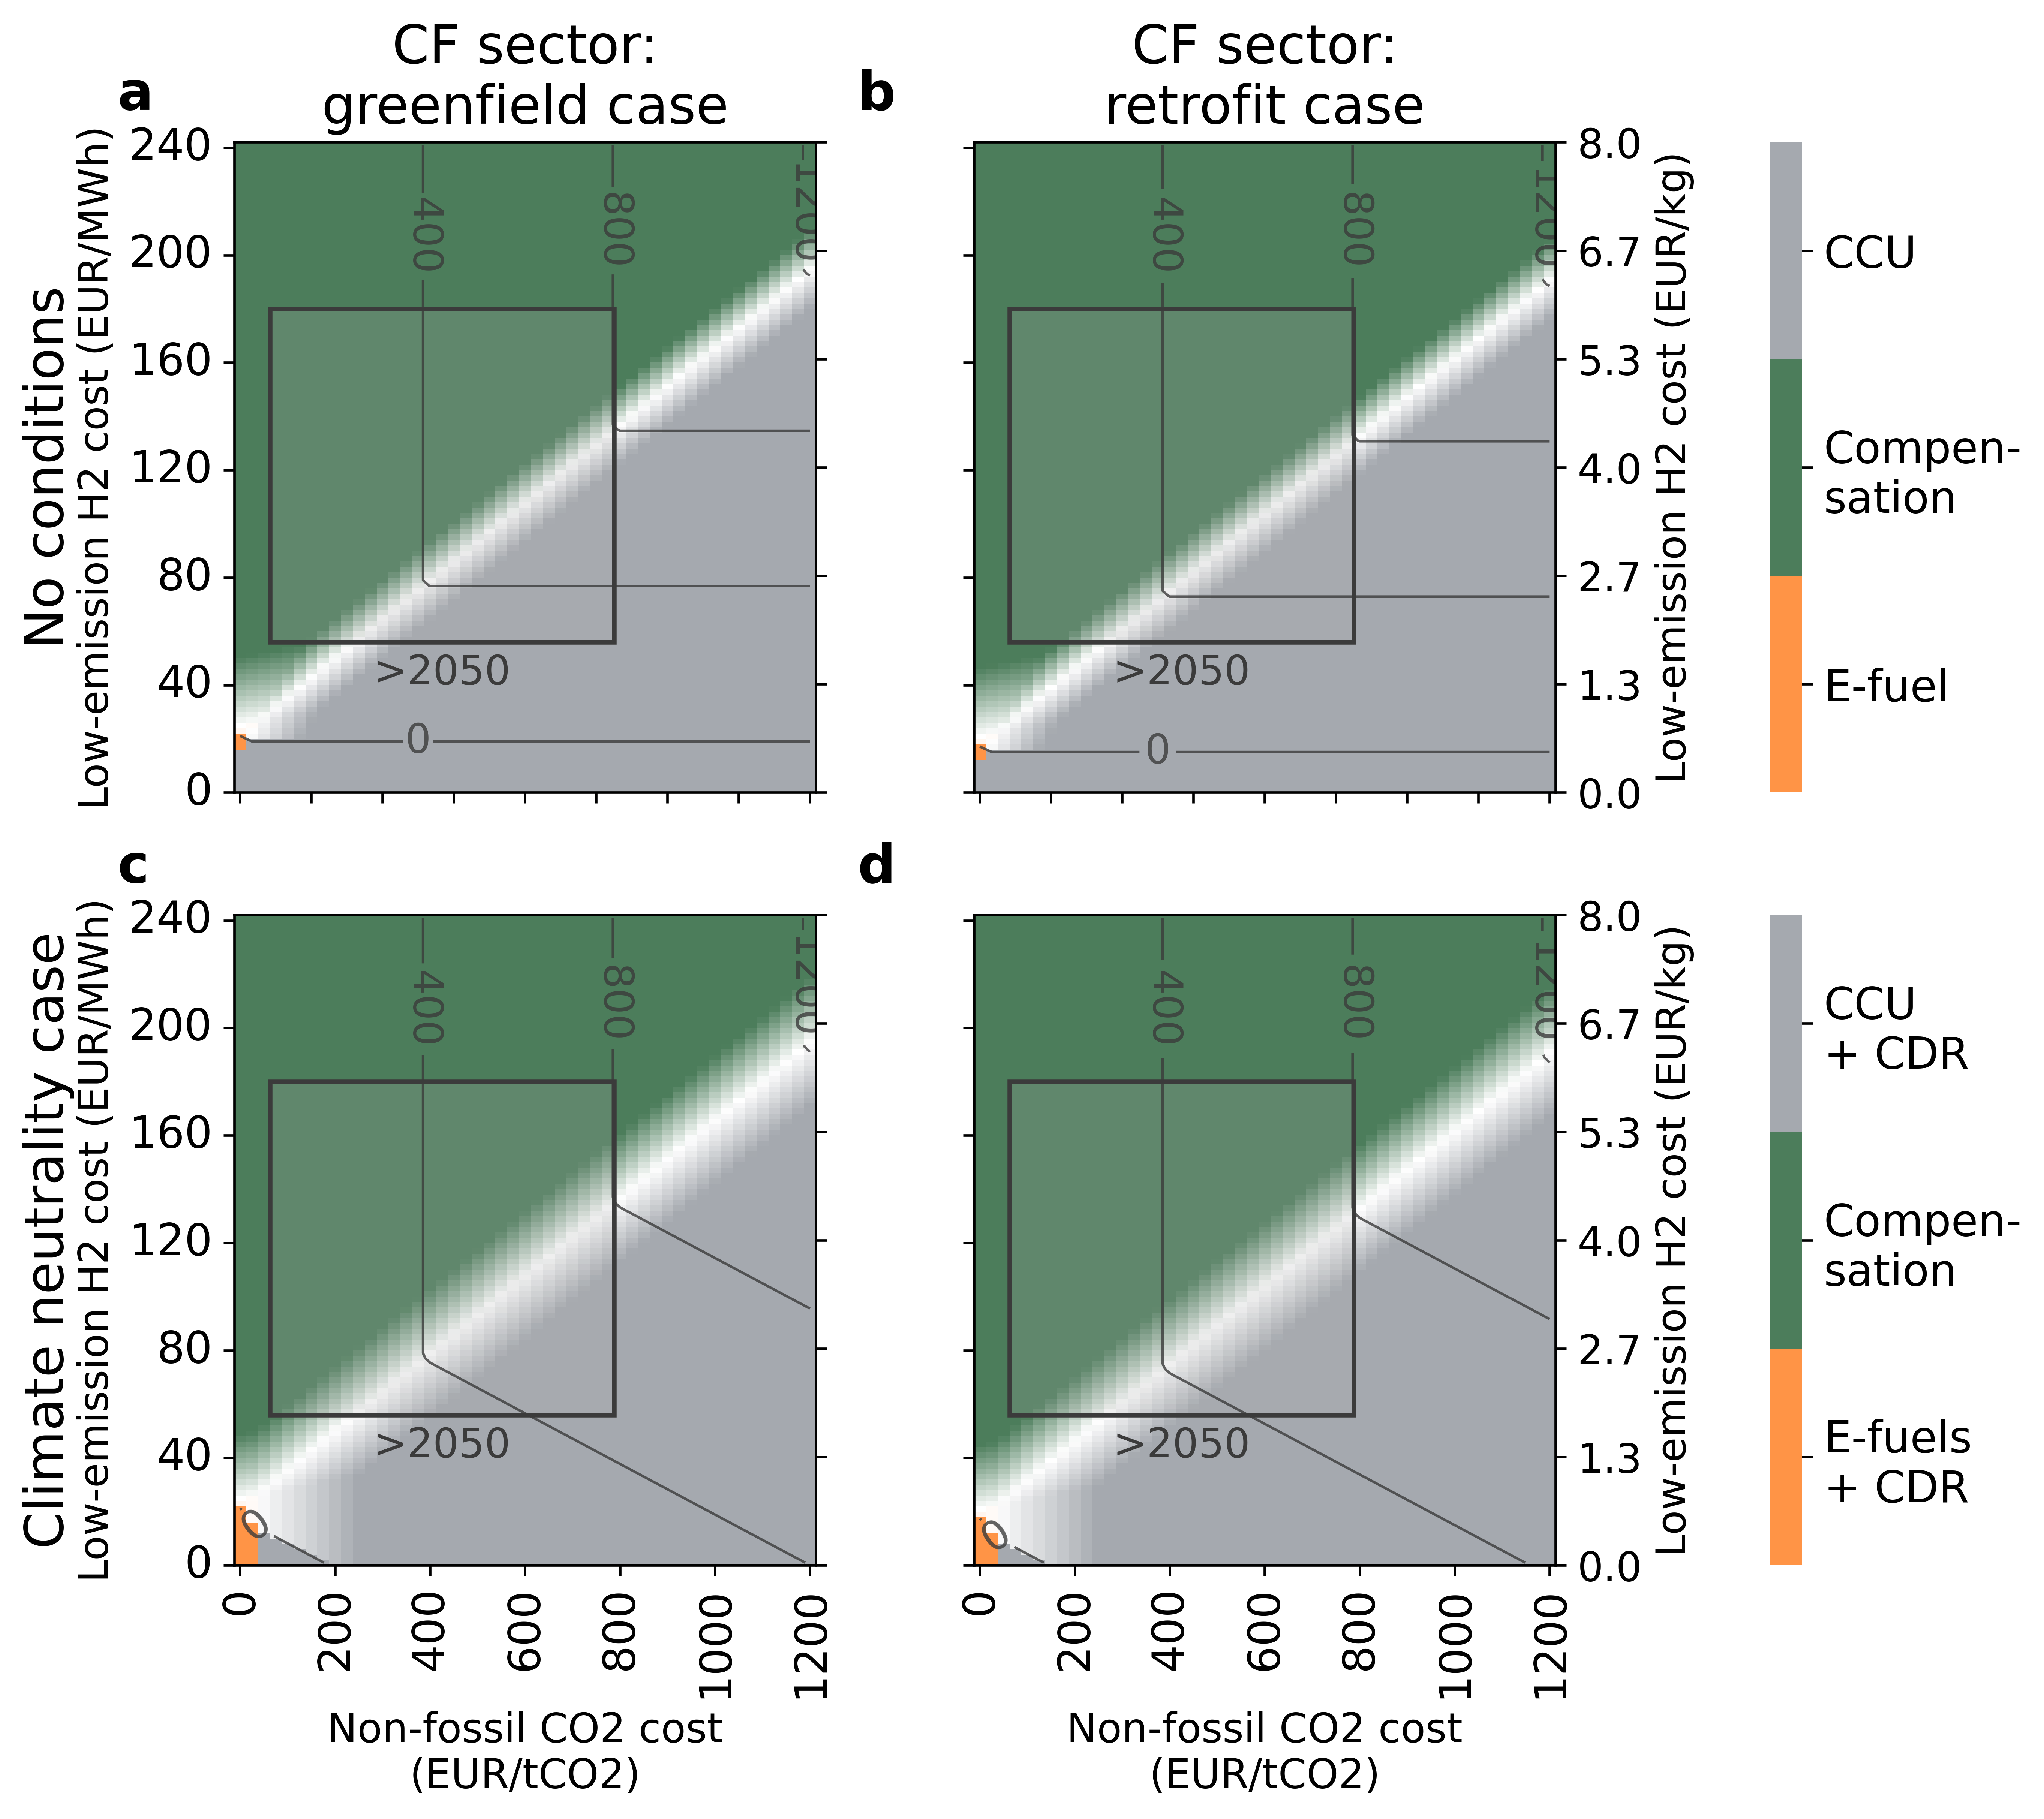 CF sector:
greenfield case
CF sector:
retrofit case
a
b
No conditions
Low-emission H2 cost (EUR/MWh)
240
200
160
120
80
40
0
400
800
1200
>2050
0
400
800
1200
>2050
0
8.0
6.7
5.3
4.0
2.7
1.3
0.0
Low-emission H2 cost (EUR/kg)
CCU
Compen-
sation
E-fuel
c
d
Climate neutrality case
Low-emission H2 cost (EUR/MWh)
240
200
160
120
80
40
0
400
800
1200
>2050
0
400
800
1200
>2050
0
8.0
6.7
5.3
4.0
2.7
1.3
0.0
Low-emission H2 cost (EUR/kg)
CCU
+ CDR
Compen-
sation
E-fuels
+ CDR
0
200
400
600
800
1000
1200
Non-fossil CO2 cost
(EUR/tCO2)
0
200
400
600
800
1000
1200
Non-fossil CO2 cost
(EUR/tCO2)